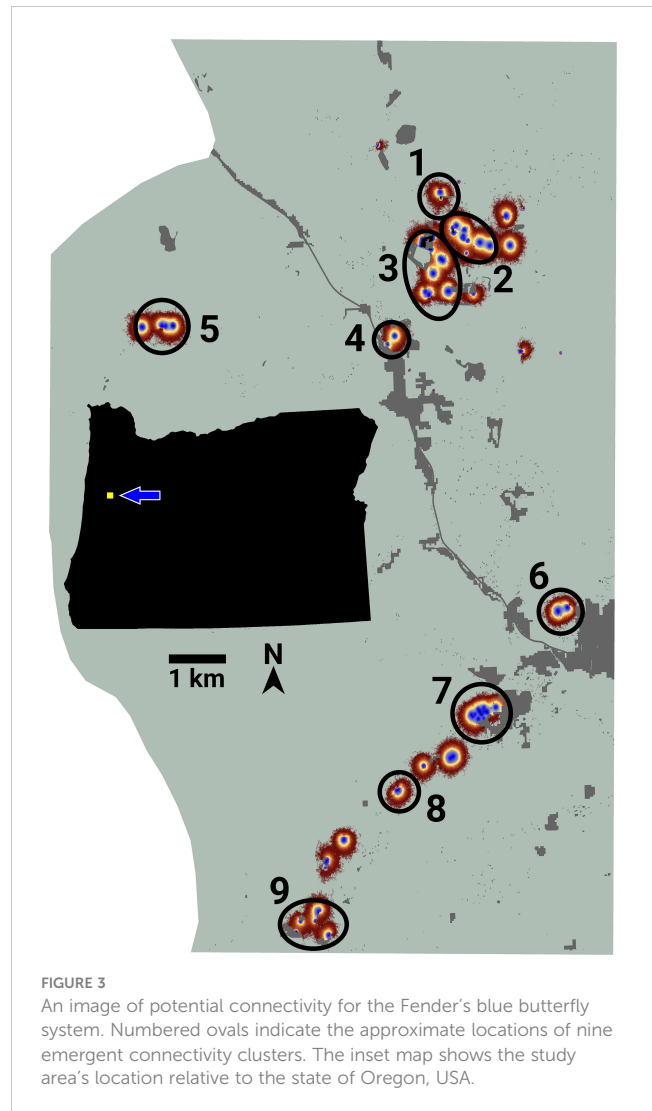 1
2
3
4
5
6
7
8
9
N
1 km
FIGURE 3
An image of potential connectivity for the Fender's blue butterfly
system. Numbered ovals indicate the approximate locations of nine
emergent connectivity clusters. The inset map shows the study
area's location relative to the state of Oregon, USA.